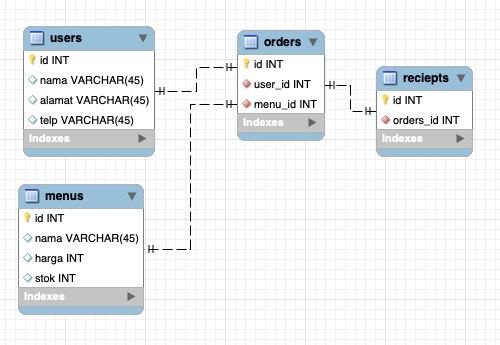 users
id INT
nama VARCHAR(45)
alamat VARCHAR(45)
telp VARCHAR(45)
Indexes
menus
id INT
nama VARCHAR(45)
harga INT
stok INT
Indexes
orders
id INT
user_id INT
menu_id INT
Indexes
reciepts
id INT
orders_id INT
Indexes